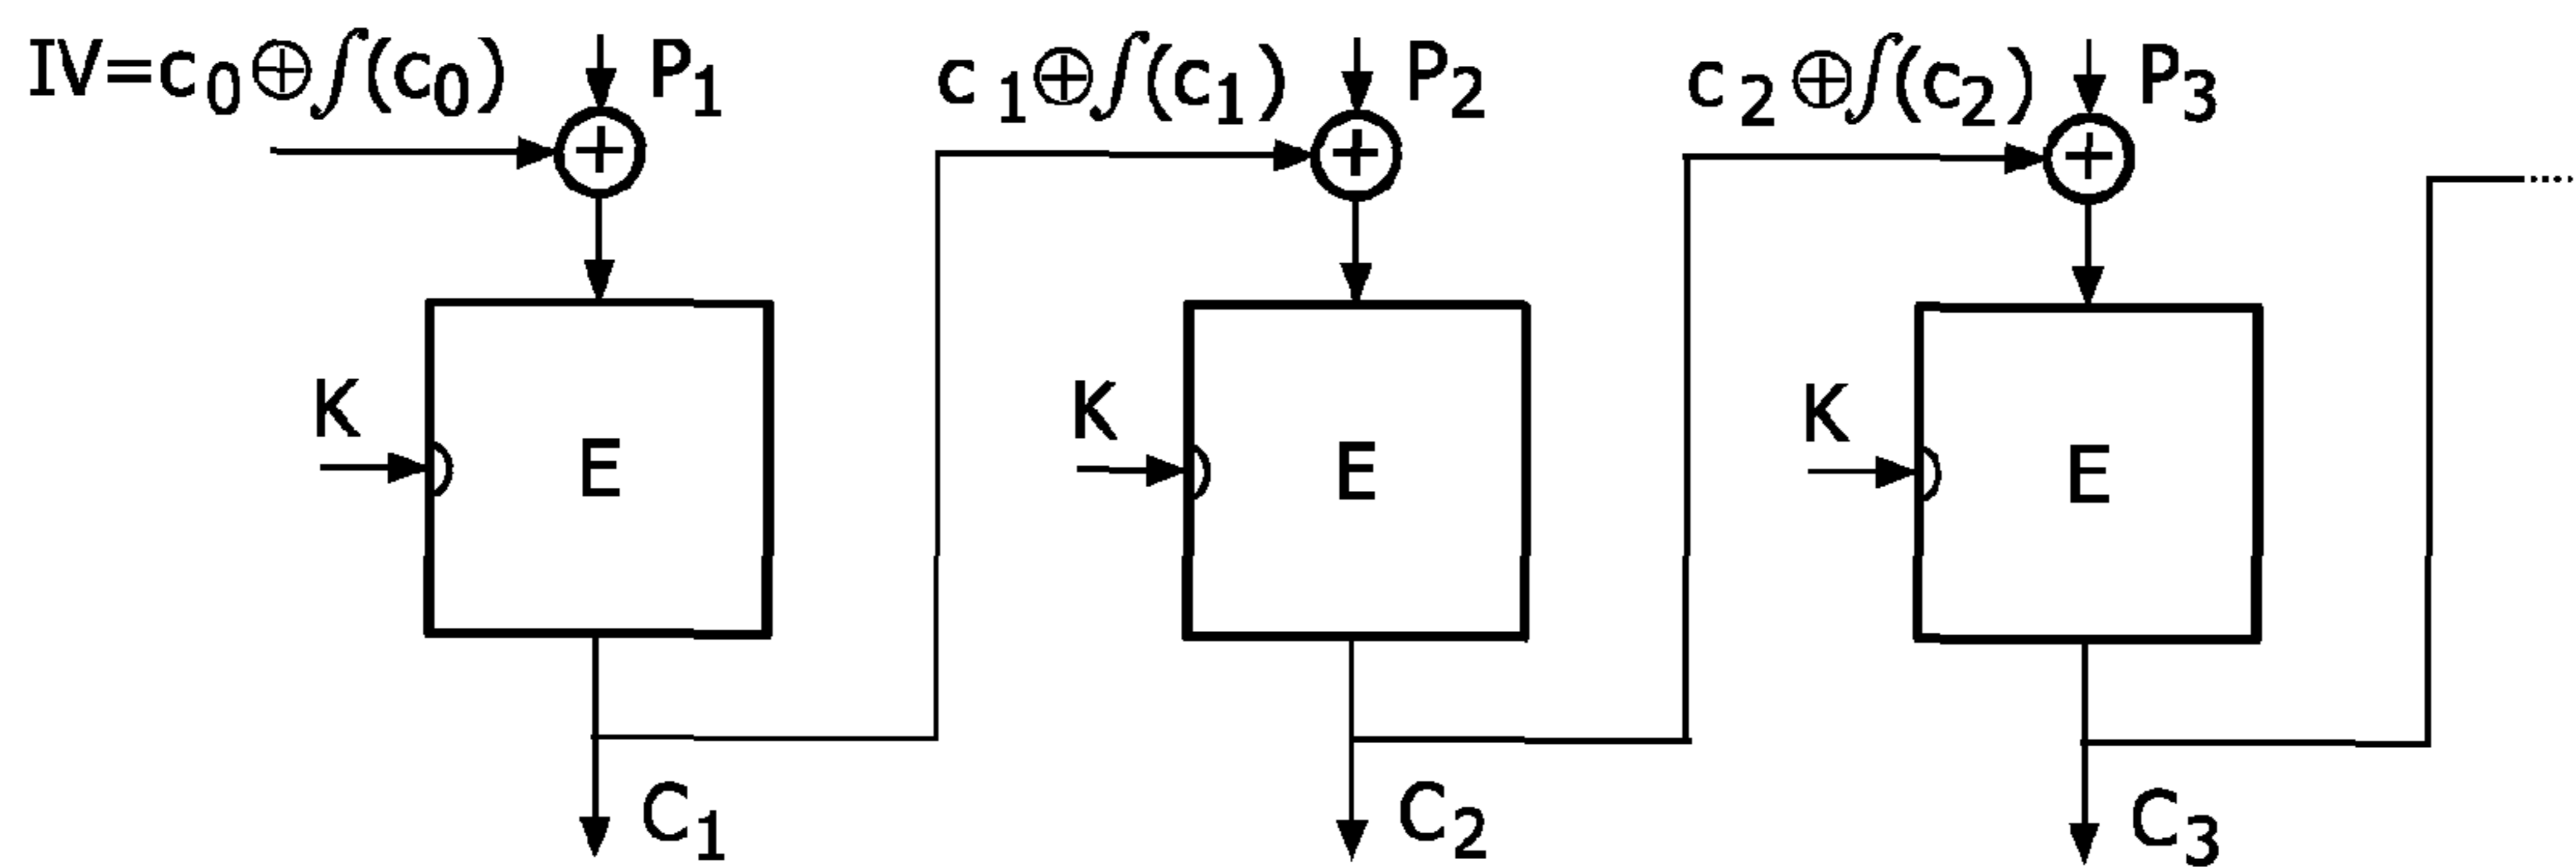 IV=c₀⊕∫(c₀) P₁ c₁⊕∫(c₁) P₂ c₂⊕∫(c₂) P₃
+ + +
K E K E K E
C₁ C₂ C₃